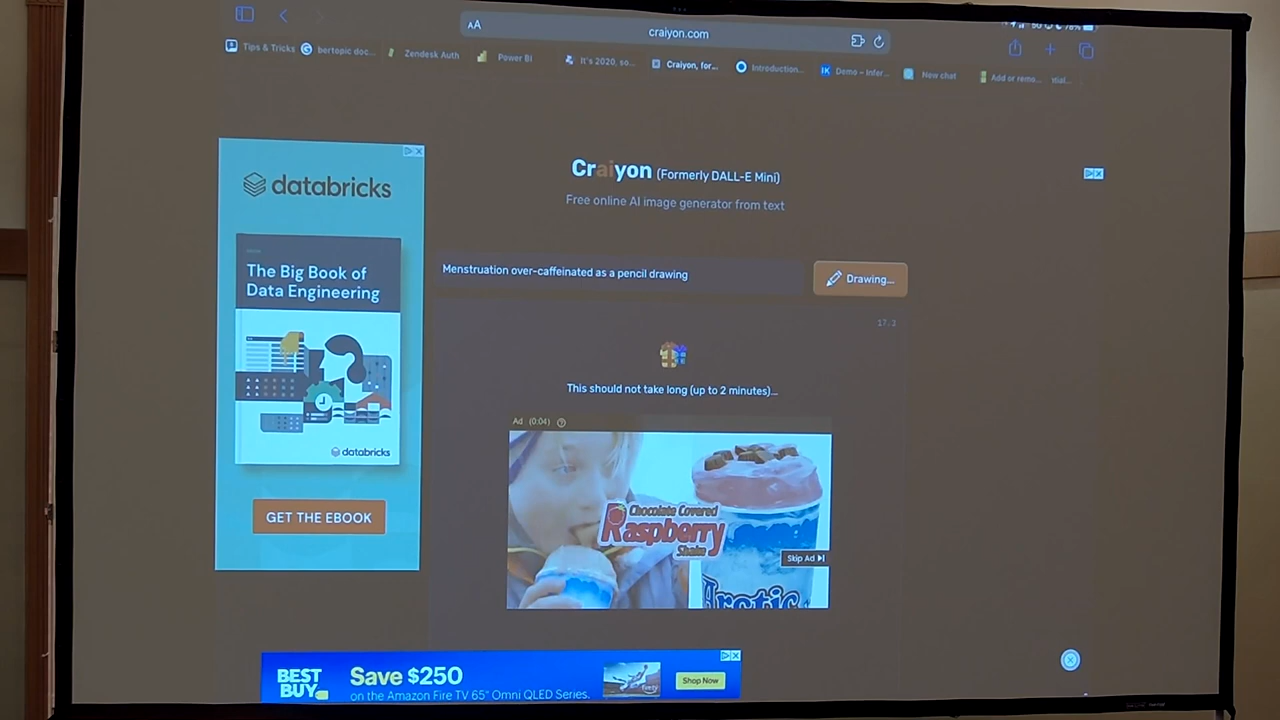 AA
craiyon.com
Tips & Tricks
bertopic doc...
Zendesk Auth
Power BI
It's 2020, so...
Craiyon, for...
Introduction...
IK
Demo – Infer...
New chat
Add or remo...
databricks
The Big Book of
Data Engineering
databricks
GET THE EBOOK
Craiyon (Formerly DALL-E Mini)
Free online AI image generator from text
Menstruation over-caffeinated as a pencil drawing
Drawing...
This should not take long (up to 2 minutes)...
Ad (0:04)
Chocolate Covered
Raspberry
Shake
Skip Ad
Arctic
BEST
BUY
Save $250
on the Amazon Fire TV 65" Omni QLED Series.
Shop Now